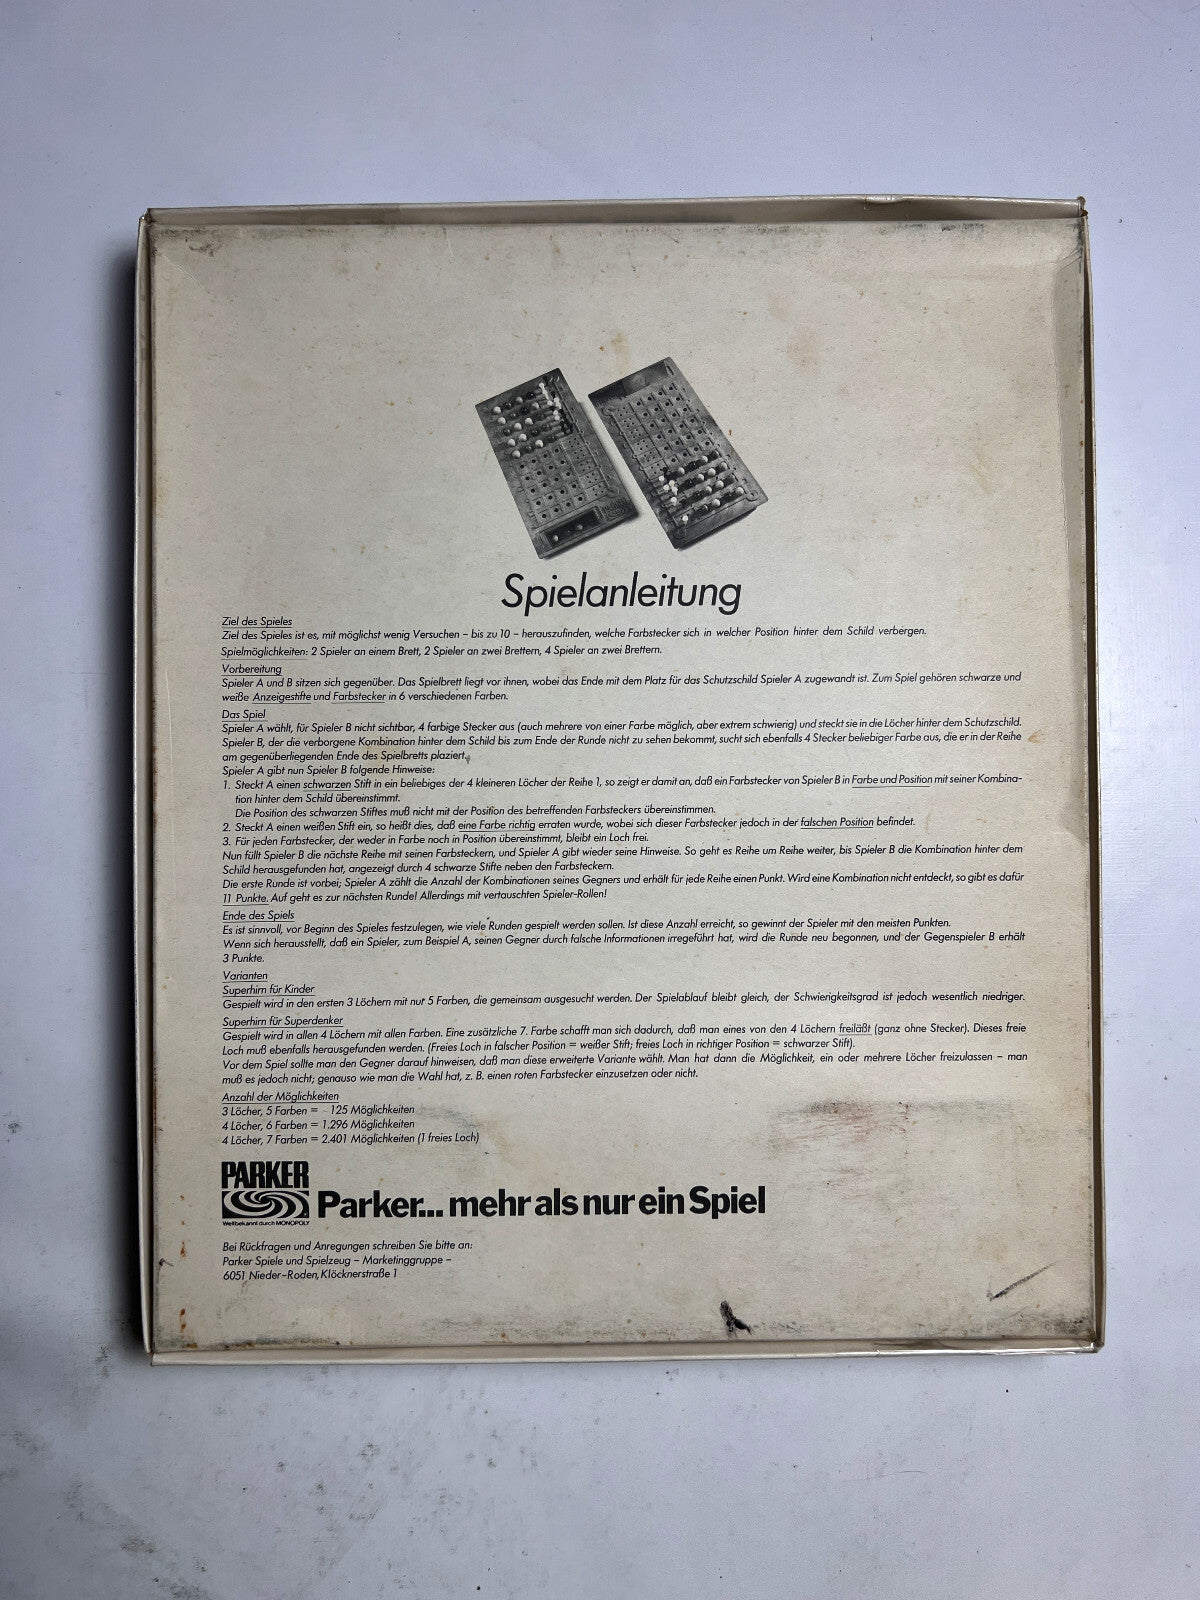 Spielanleitung
Ziel des Spieles
Ziel des Spieles ist es, mit möglichst wenig Versuchen – bis zu 10 – herauszufinden, welche Farbstecker sich in welcher Position hinter dem Schild verbergen.
Spielmöglichkeiten: 2 Spieler an einem Brett, 2 Spieler an zwei Brettern, 4 Spieler an zwei Brettern.
Vorbereitung
Spieler A und B sitzen sich gegenüber. Das Spielbrett liegt vor ihnen, wobei das Ende mit dem Platz für das Schutzschild Spieler A zugewandt ist. Zum Spiel gehören schwarze und
weiße Anzeigestifte und Farbstecker in 6 verschiedenen Farben.
Das Spiel
Spieler A wählt, für Spieler B nicht sichtbar, 4 farbige Stecker aus (auch mehrere von einer Farbe möglich, aber extrem schwierig) und steckt sie in die Löcher hinter dem Schutzschild.
Spieler B, der die verborgene Kombination hinter dem Schild bis zum Ende der Runde nicht zu sehen bekommt, sucht sich ebenfalls 4 Stecker beliebiger Farbe aus, die er in der Reihe
am gegenüberliegenden Ende des Spielbretts plaziert.
Spieler A gibt nun Spieler B folgende Hinweise:
1. Steckt A einen schwarzen Stift in ein beliebiges der 4 kleineren Löcher der Reihe 1, so zeigt er damit an, daß ein Farbstecker von Spieler B in Farbe und Position mit seiner Kombina-
tion hinter dem Schild übereinstimmt.
Die Position des schwarzen Stiftes muß nicht mit der Position des betreffenden Farbsteckers übereinstimmen.
2. Steckt A einen weißen Stift ein, so heißt dies, daß eine Farbe richtig erraten wurde, wobei sich dieser Farbstecker jedoch in der falschen Position befindet.
3. Für jeden Farbstecker, der weder in Farbe noch in Position übereinstimmt, bleibt ein Loch frei.
Nun füllt Spieler B die nächste Reihe mit seinen Farbsteckern, und Spieler A gibt wieder seine Hinweise. So geht es Reihe um Reihe weiter, bis Spieler B die Kombination hinter dem
Schild herausgefunden hat, angezeigt durch 4 schwarze Stifte neben den Farbsteckern.
Die erste Runde ist vorbei; Spieler A zählt die Anzahl der Kombinationen seines Gegners und erhält für jede Reihe einen Punkt. Wird eine Kombination nicht entdeckt, so gibt es dafür
11 Punkte. Auf geht es zur nächsten Runde! Allerdings mit vertauschten Spieler-Rollen!
Ende des Spiels
Es ist sinnvoll, vor Beginn des Spieles festzulegen, wie viele Runden gespielt werden sollen. Ist diese Anzahl erreicht, so gewinnt der Spieler mit den meisten Punkten.
Wenn sich herausstellt, daß ein Spieler, zum Beispiel A, seinen Gegner durch falsche Informationen irregeführt hat, wird die Runde neu begonnen, und der Gegenspieler B erhält
3 Punkte.
Varianten
Superhirn für Kinder
Gespielt wird in den ersten 3 Löchern mit nur 5 Farben, die gemeinsam ausgesucht werden. Der Spielablauf bleibt gleich, der Schwierigkeitsgrad ist jedoch wesentlich niedriger.
Superhirn für Superdenker
Gespielt wird in allen 4 Löchern mit allen Farben. Eine zusätzliche 7. Farbe schafft man sich dadurch, daß man eines von den 4 Löchern freiläßt (ganz ohne Stecker). Dieses freie
Loch muß ebenfalls herausgefunden werden. (Freies Loch in falscher Position = weißer Stift; freies Loch in richtiger Position = schwarzer Stift).
Vor dem Spiel sollte man den Gegner darauf hinweisen, daß man diese erweiterte Variante wählt. Man hat dann die Möglichkeit, ein oder mehrere Löcher freizulassen – man
muß es jedoch nicht; genauso wie man die Wahl hat, z. B. einen roten Farbstecker einzusetzen oder nicht.
Anzahl der Möglichkeiten
3 Löcher, 5 Farben = 125 Möglichkeiten
4 Löcher, 6 Farben = 1.296 Möglichkeiten
4 Löcher, 7 Farben = 2.401 Möglichkeiten (1 freies Loch)
PARKER
Weltbekannt durch MONOPOLY
Parker... mehr als nur ein Spiel
Bei Rückfragen und Anregungen schreiben Sie bitte an:
Parker Spiele und Spielzeug – Marketinggruppe –
6051 Nieder-Roden, Klöcknerstraße 1